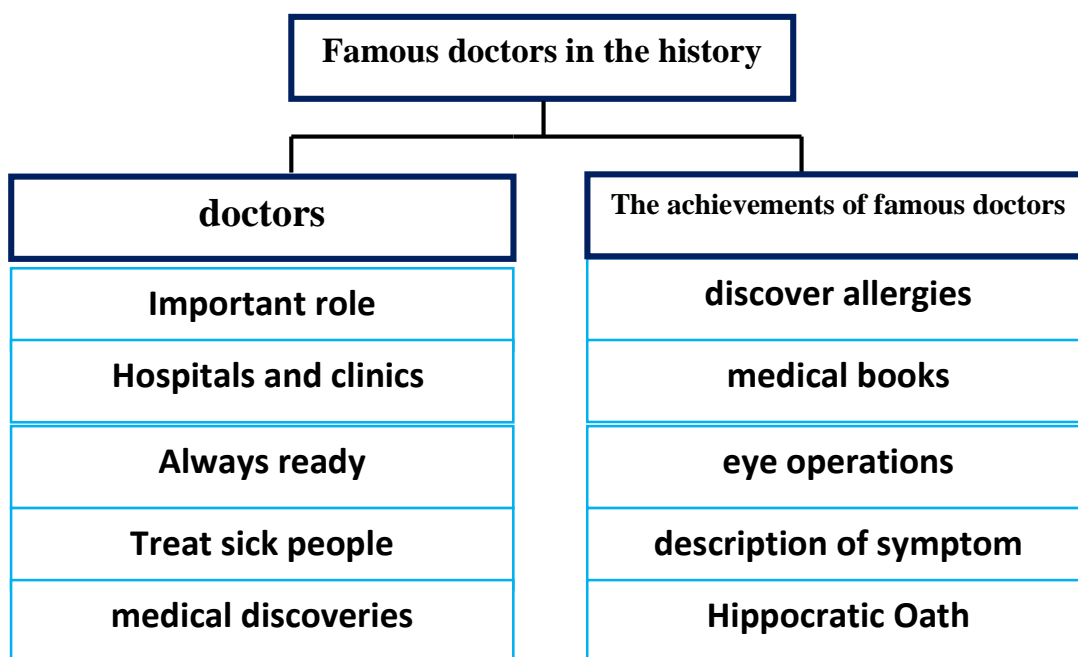 Famous doctors in the history
doctors
Important role
Hospitals and clinics
Always ready
Treat sick people
medical discoveries
The achievements of famous doctors
discover allergies
medical books
eye operations
description of symptom
Hippocratic Oath